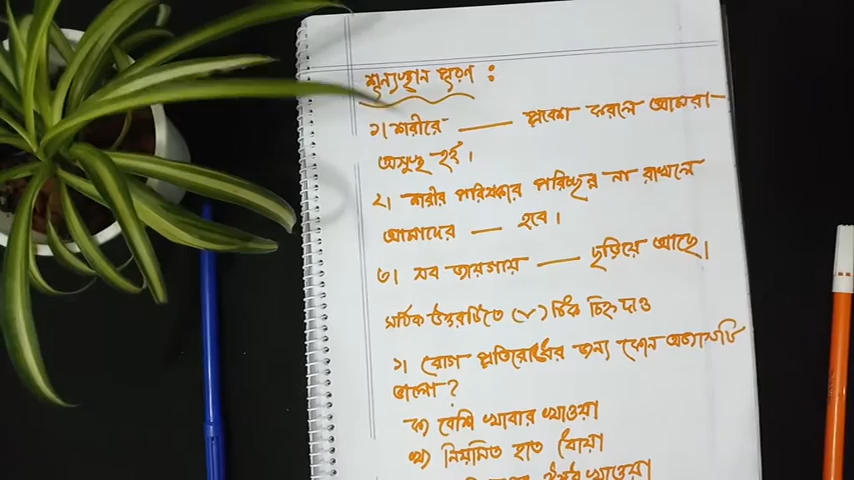 শূন্যস্থান পূরণ :
১। শরীরে —— প্রবেশ করলে আমরা
অসুস্থ হই।
২। শরীর পরিষ্কার পরিচ্ছন্ন না রাখলে
আমাদের —— হবে।
৩। সব জায়গায় —— ছড়িয়ে আছে।
সঠিক উত্তরটিতে (✓) টিক চিহ্ন দাও
১। রোগ প্রতিরোধের জন্য কোন অভ্যাসটি
ভালো ?
ক) বেশি খাবার খাওয়া
খ) নিয়মিত হাত ধোয়া
খাওয়া